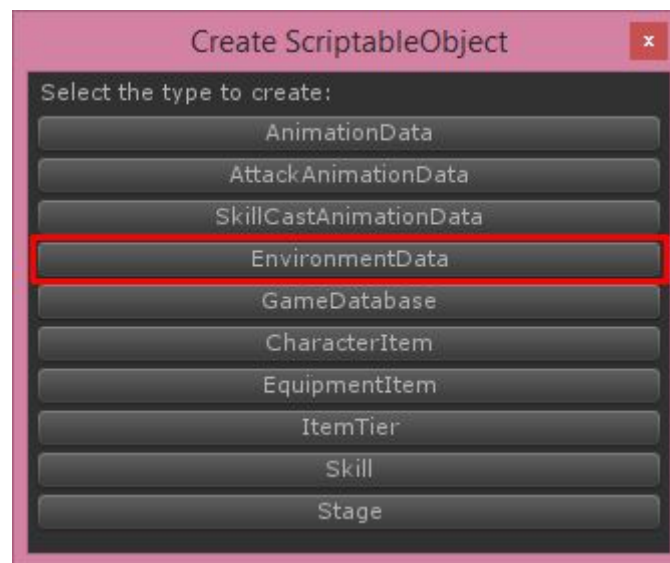 Create ScriptableObject
x
Select the type to create:
AnimationData
AttackAnimationData
SkillCastAnimationData
EnvironmentData
GameDatabase
CharacterItem
EquipmentItem
ItemTier
Skill
Stage